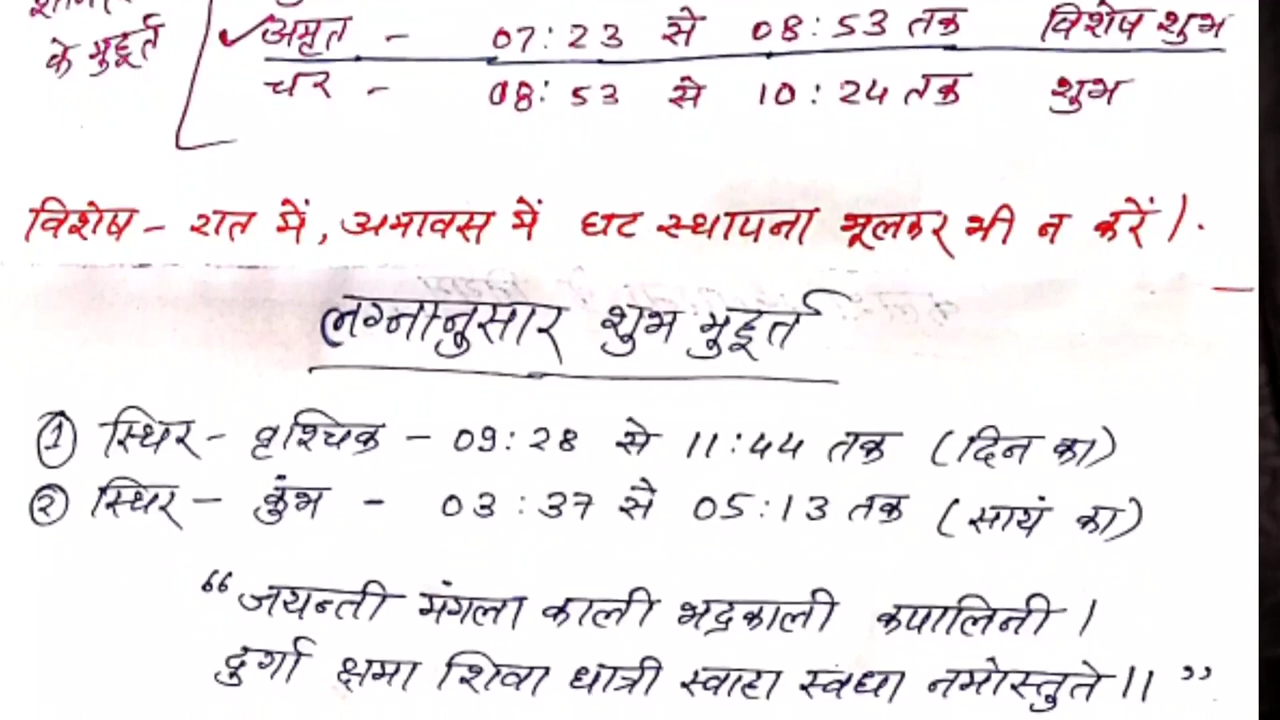 के मुहूर्त
✓ अमृत - 07:23 से 08:53 तक विशेष शुभ
चर - 08:53 से 10:24 तक शुभ
विशेष - रात में, अमावस में घट स्थापना भूलकर भी न करें।
लग्नानुसार शुभ मुहूर्त
① स्थिर - वृश्चिक - 09:28 से 11:44 तक (दिन का)
② स्थिर - कुंभ - 03:37 से 05:13 तक (सायं का)
“जयन्ती मंगला काली भद्रकाली कपालिनी।
दुर्गा क्षमा शिवा धात्री स्वाहा स्वधा नमोस्तुते॥”